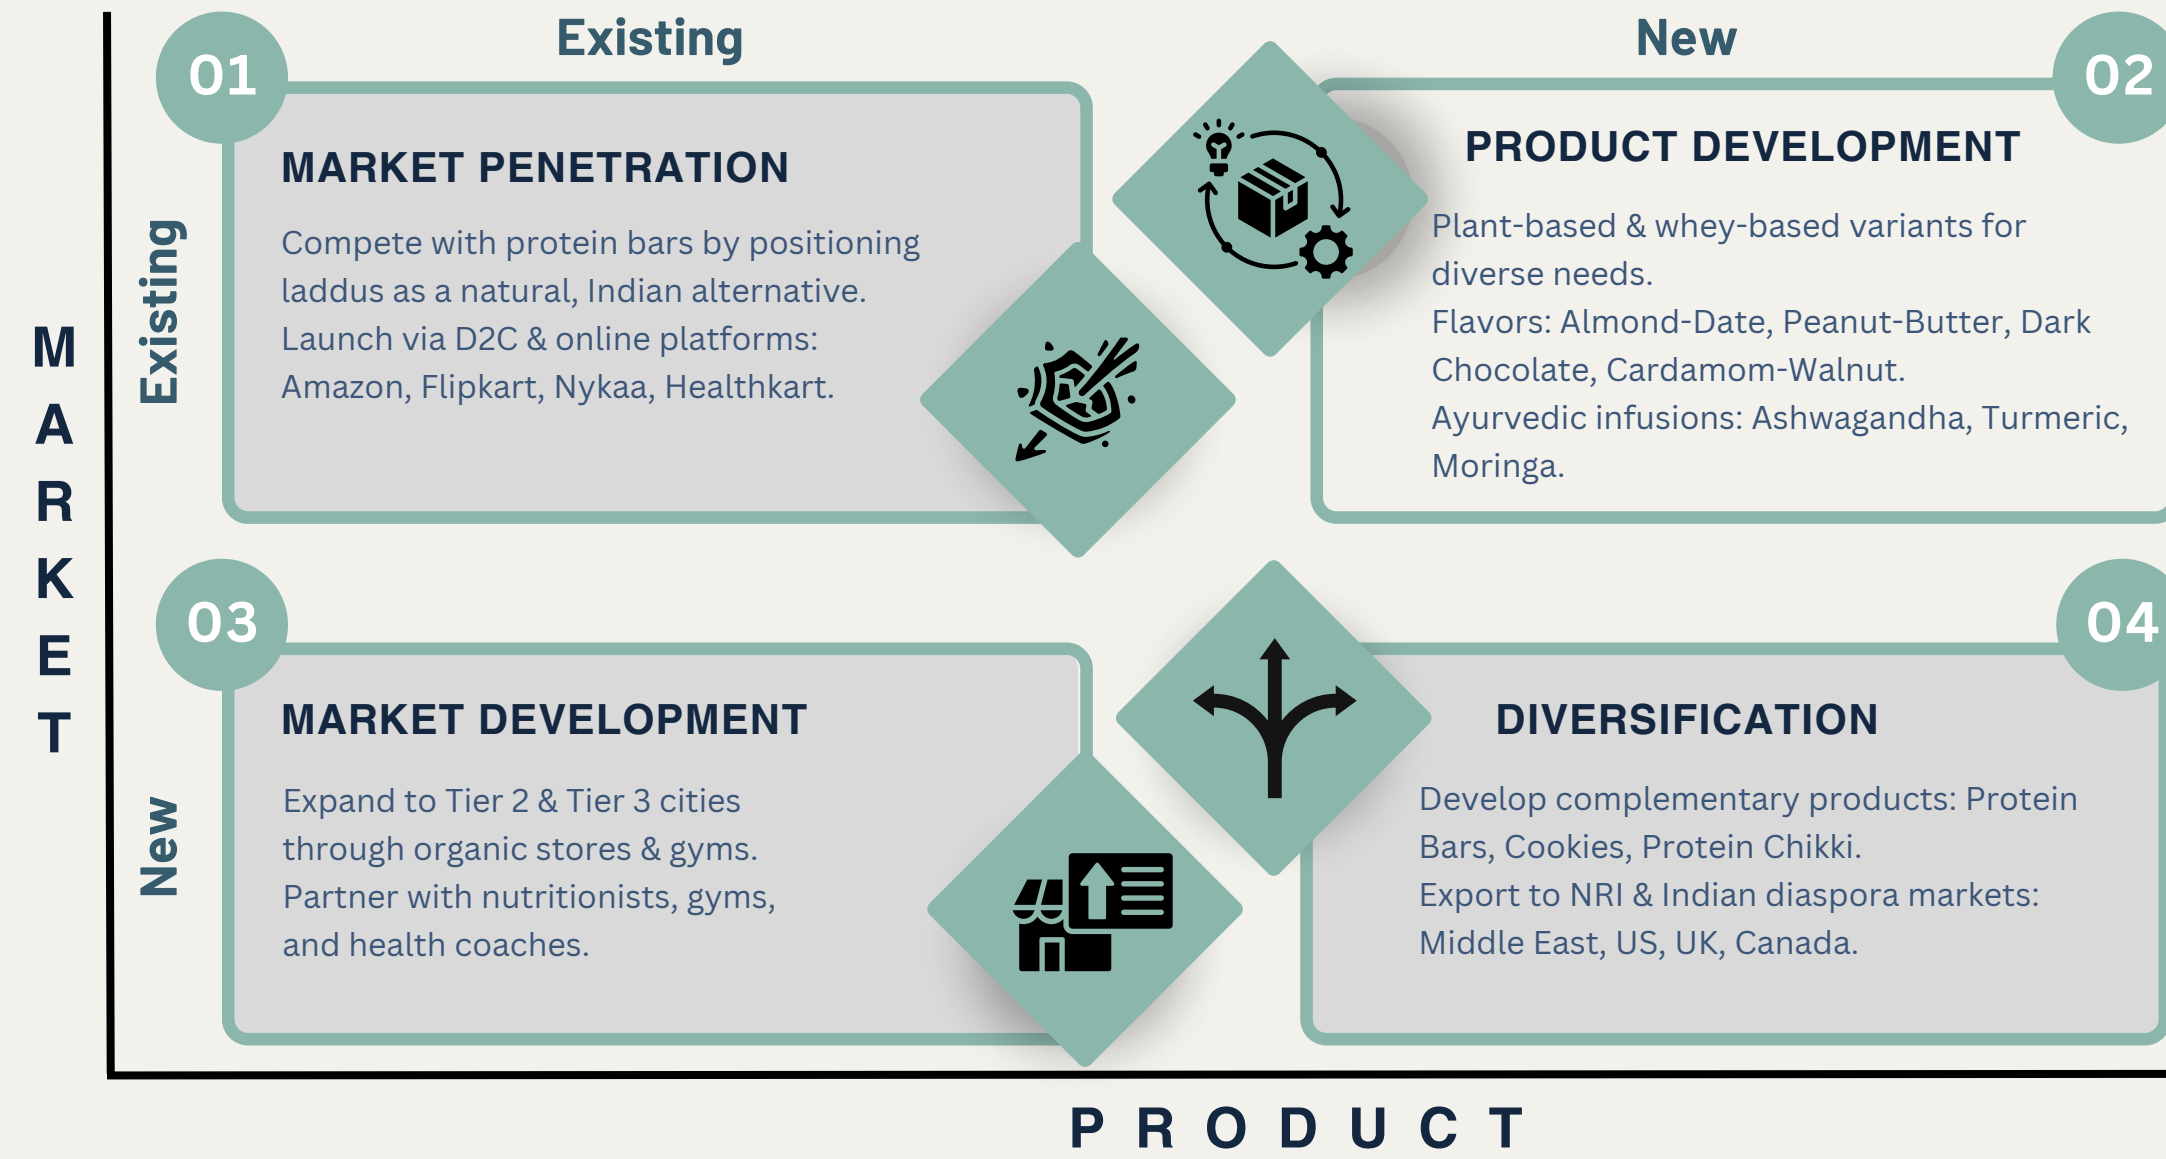 Existing
New
01
MARKET PENETRATION
Compete with protein bars by positioning
laddus as a natural, Indian alternative.
Launch via D2C & online platforms:
Amazon, Flipkart, Nykaa, Healthkart.
02
PRODUCT DEVELOPMENT
Plant-based & whey-based variants for
diverse needs.
Flavors: Almond-Date, Peanut-Butter, Dark
Chocolate, Cardamom-Walnut.
Ayurvedic infusions: Ashwagandha, Turmeric,
Moringa.
Existing
MARKET
03
MARKET DEVELOPMENT
Expand to Tier 2 & Tier 3 cities
through organic stores & gyms.
Partner with nutritionists, gyms,
and health coaches.
04
DIVERSIFICATION
Develop complementary products: Protein
Bars, Cookies, Protein Chikki.
Export to NRI & Indian diaspora markets:
Middle East, US, UK, Canada.
New
PRODUCT